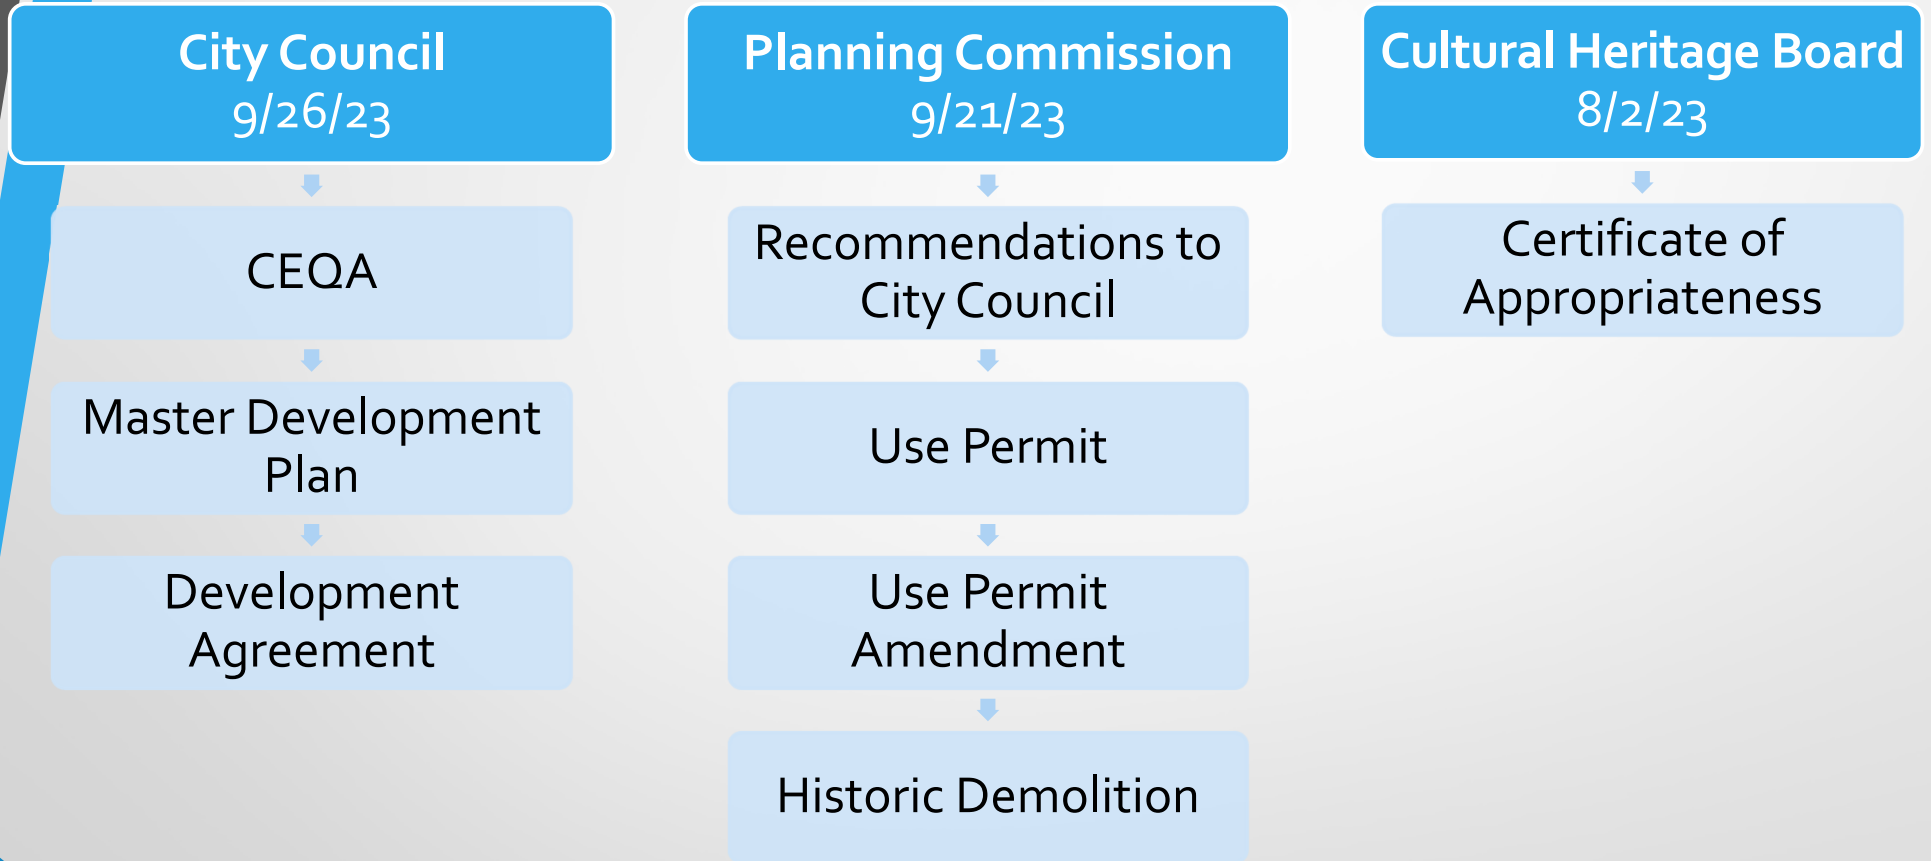 City Council
9/26/23
CEQA
Master Development
Plan
Development
Agreement
Planning Commission
9/21/23
Recommendations to
City Council
Use Permit
Use Permit
Amendment
Historic Demolition
Cultural Heritage Board
8/2/23
Certificate of
Appropriateness